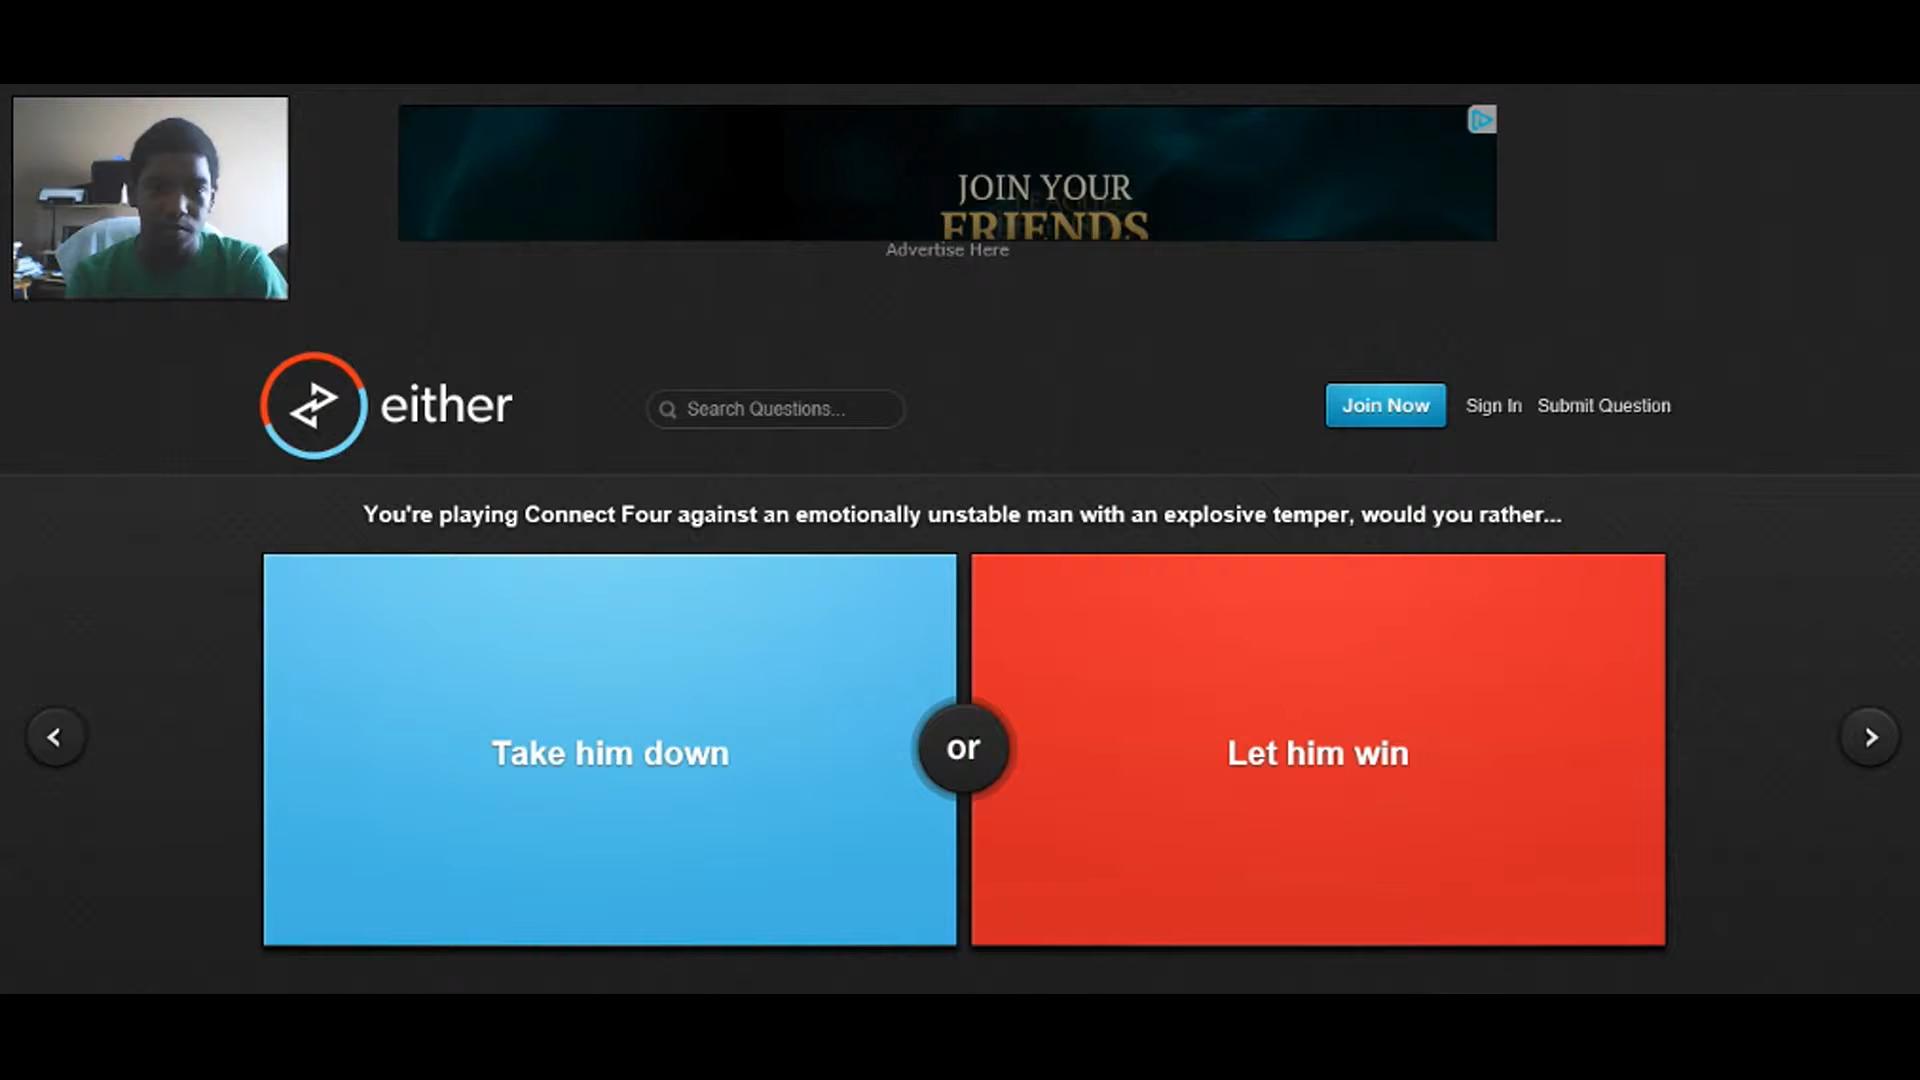 JOIN YOUR
FRIENDS
Advertise Here
either
Search Questions...
Join Now
Sign In
Submit Question
You're playing Connect Four against an emotionally unstable man with an explosive temper, would you rather...
Take him down
or
Let him win